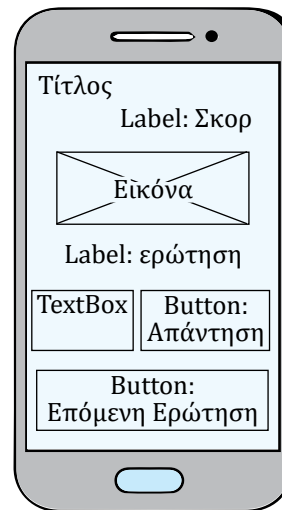 Τίτλος
Label: Σκορ
Εικόνα
Label: ερώτηση
TextBox
Button:
Απάντηση
Button:
Επόμενη Ερώτηση